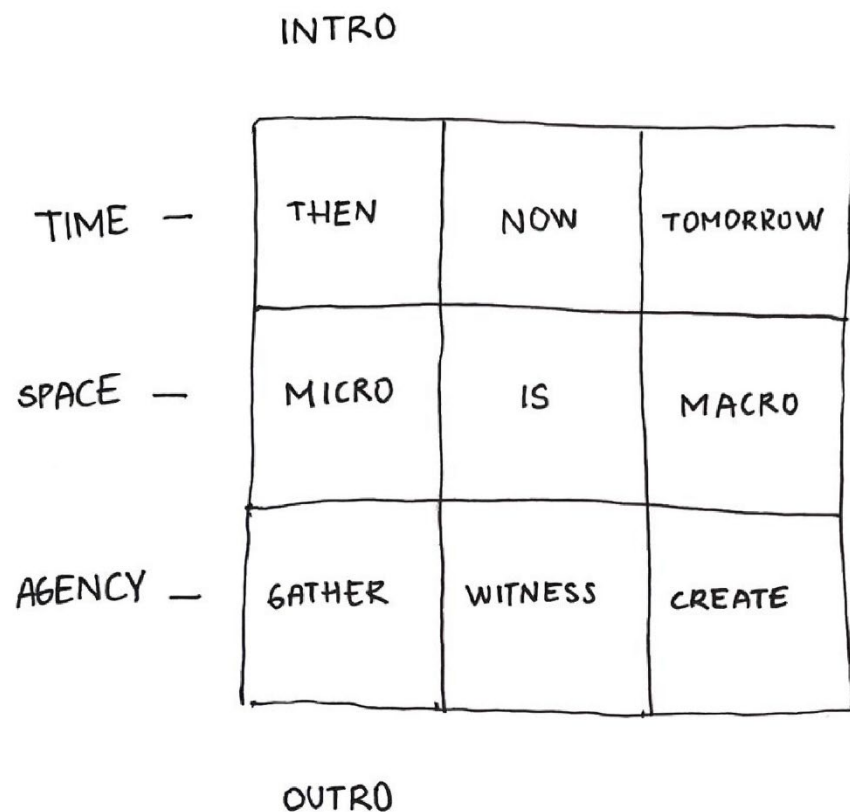 INTRO
TIME — THEN NOW TOMORROW
SPACE — MICRO IS MACRO
AGENCY — GATHER WITNESS CREATE
OUTRO